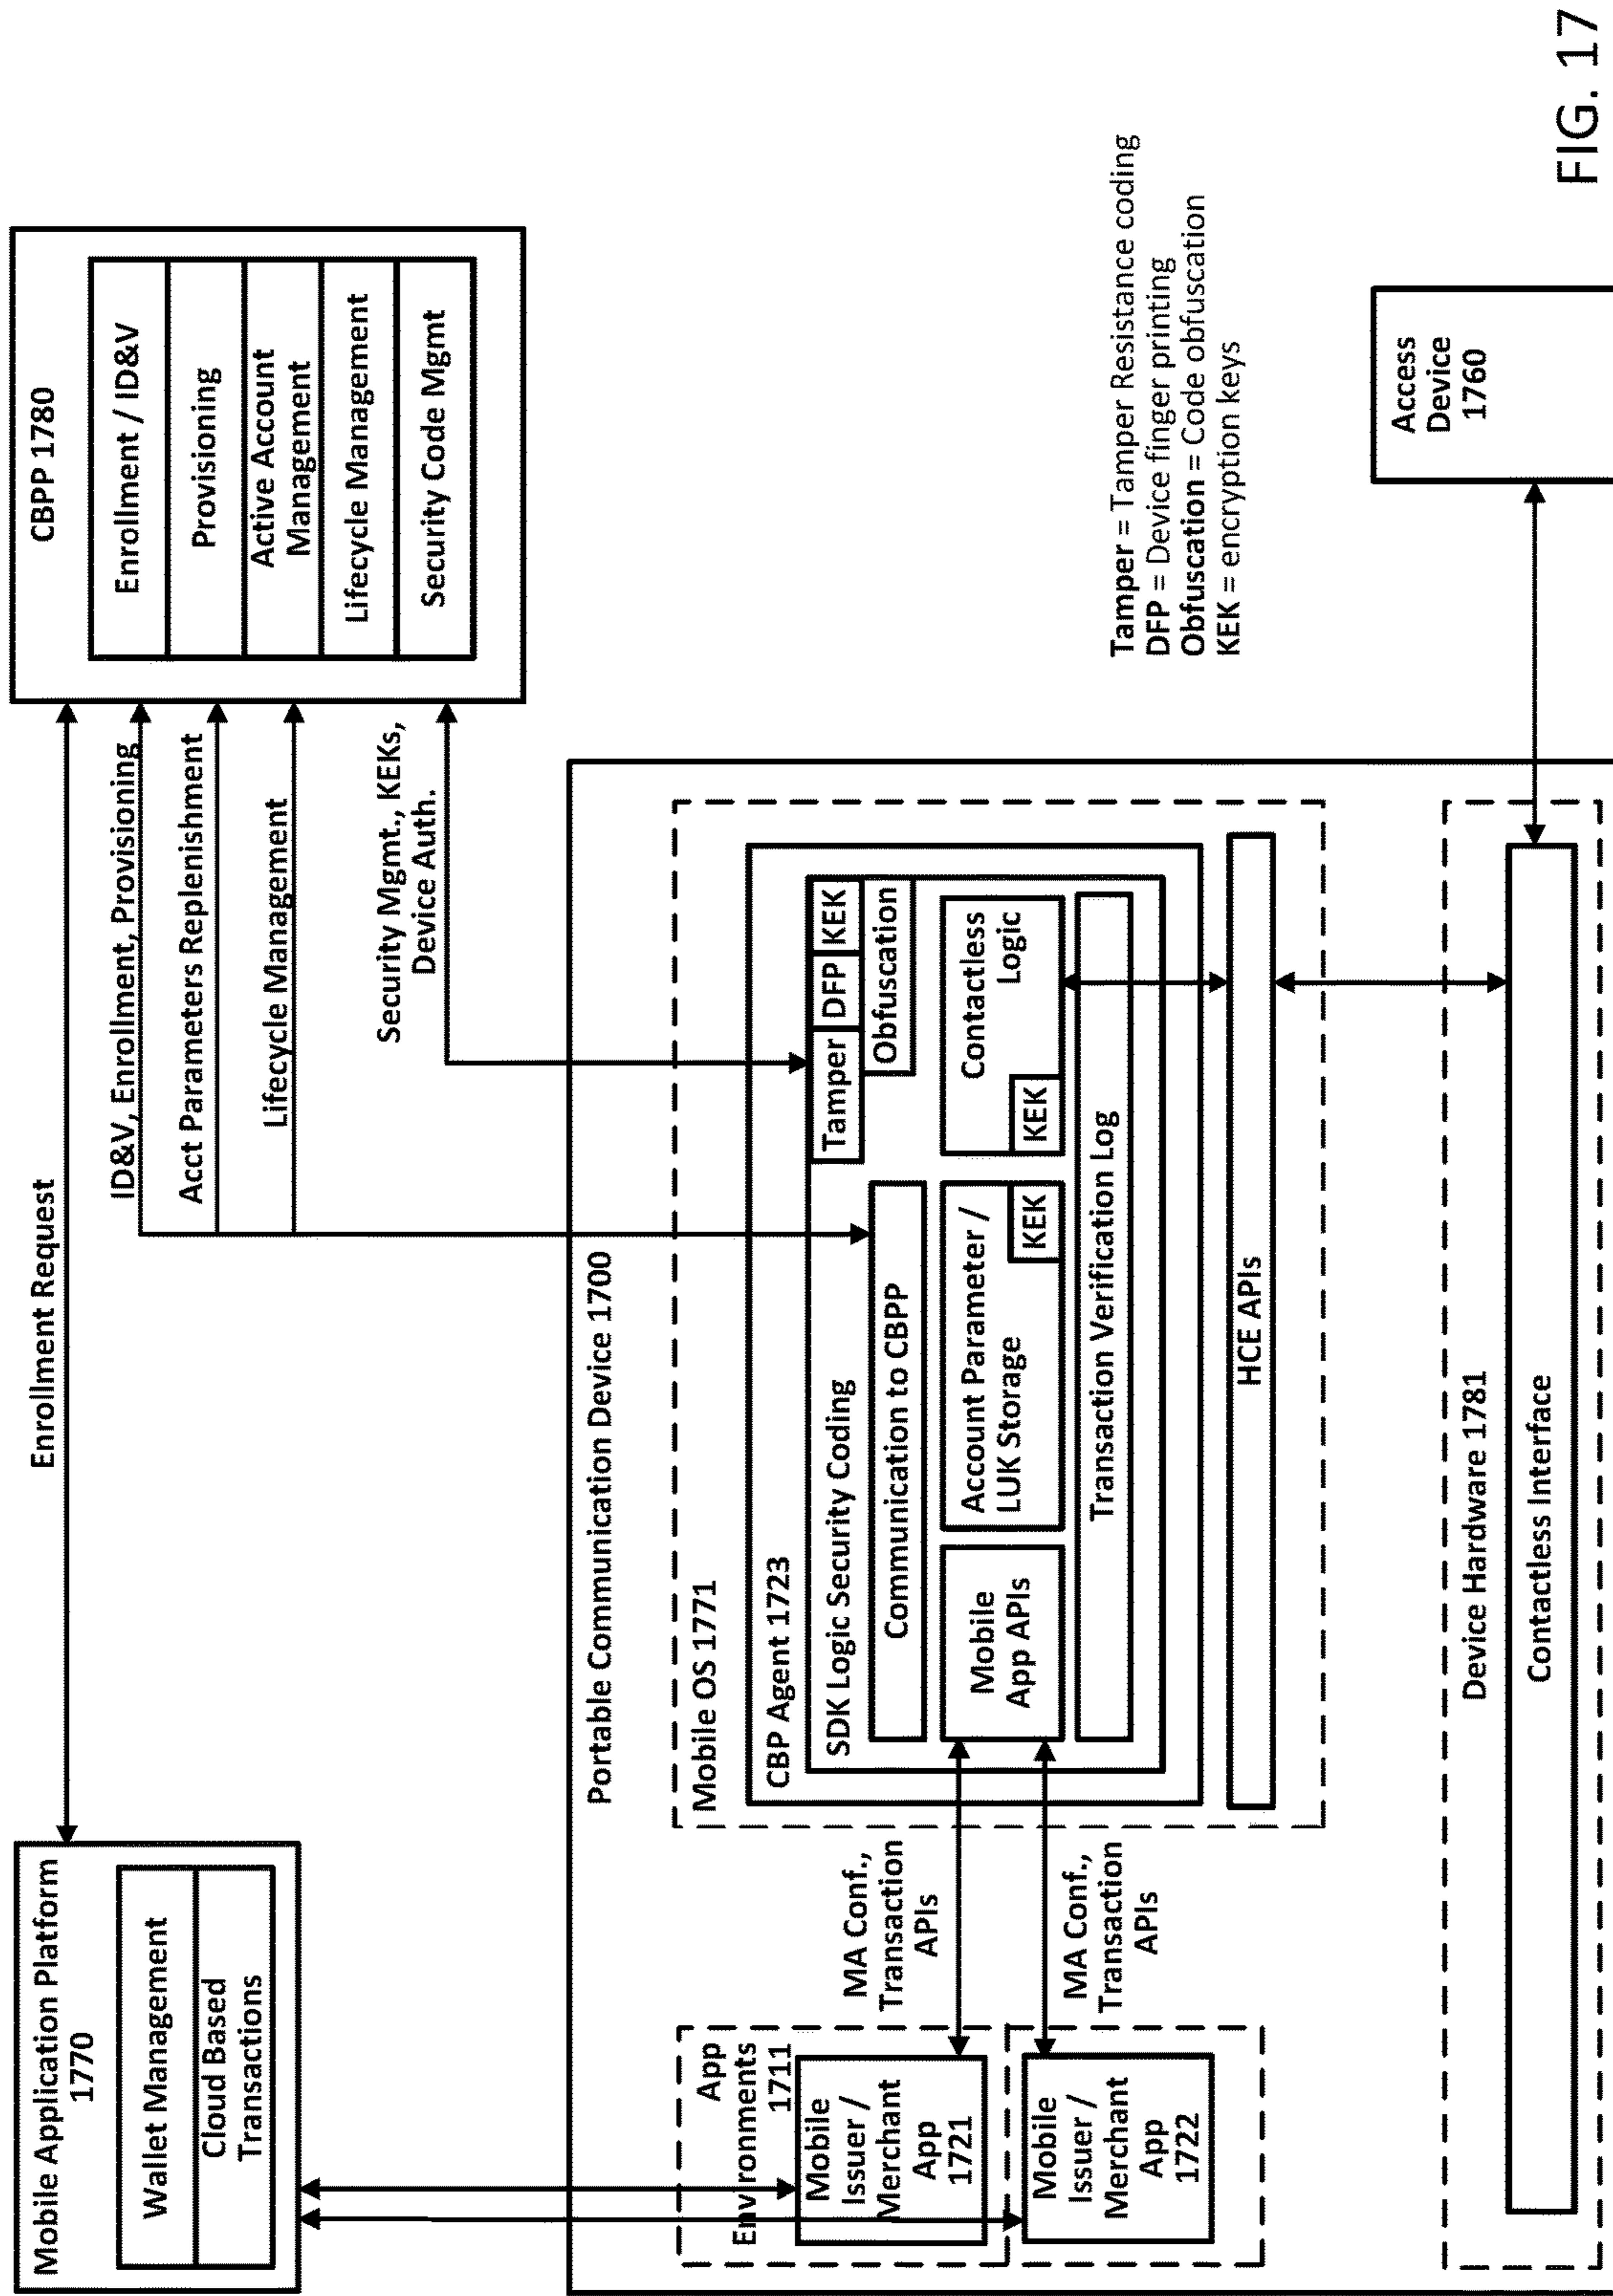 Mobile Application Platform
1770
Wallet Management
Cloud Based
Transactions
Enrollment Request
CBPP 1780
Enrollment / ID&V
Provisioning
Active Account
Management
Lifecycle Management
Security Code Mgmt
ID&V, Enrollment, Provisioning
Acct Parameters Replenishment
Lifecycle Management
Security Mgmt., KEKs,
Device Auth.
Portable Communication Device 1700
App
Environments
1711
Mobile
Issuer /
Merchant
App
1721
Mobile
Issuer /
Merchant
App
1722
MA Conf.,
Transaction
APIs
MA Conf.,
Transaction
APIs
Mobile OS 1771
CBP Agent 1723
SDK Logic Security Coding
Tamper
DFP
KEK
Obfuscation
Communication to CBPP
Mobile
App APIs
Account Parameter /
LUK Storage
KEK
Contactless
Logic
KEK
Transaction Verification Log
HCE APIs
Device Hardware 1781
Contactless Interface
Tamper = Tamper Resistance coding
DFP = Device finger printing
Obfuscation = Code obfuscation
KEK = encryption keys
Access
Device
1760
FIG. 17